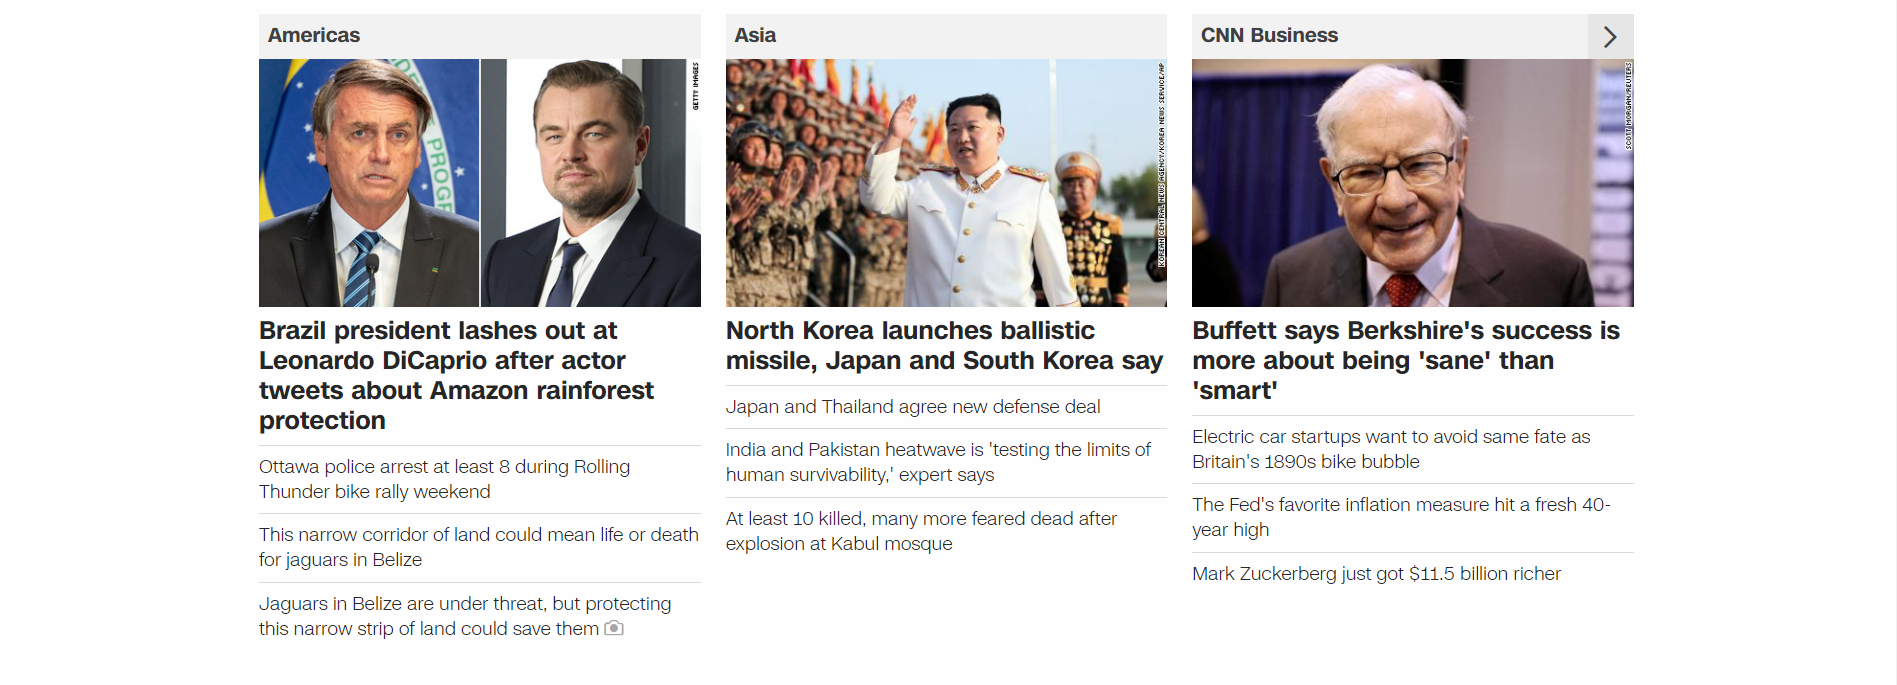 Americas
GETTY IMAGES
PROGR
Brazil president lashes out at
Leonardo DiCaprio after actor
tweets about Amazon rainforest
protection
Ottawa police arrest at least 8 during Rolling
Thunder bike rally weekend
This narrow corridor of land could mean life or death
for jaguars in Belize
Jaguars in Belize are under threat, but protecting
this narrow strip of land could save them
Asia
KOREAN CENTRAL NEWS AGENCY/KOREA NEWS SERVICE/AP
North Korea launches ballistic
missile, Japan and South Korea say
Japan and Thailand agree new defense deal
India and Pakistan heatwave is 'testing the limits of
human survivability,' expert says
At least 10 killed, many more feared dead after
explosion at Kabul mosque
CNN Business
SCOTT MORGAN/REUTERS
Buffett says Berkshire's success is
more about being 'sane' than
'smart'
Electric car startups want to avoid same fate as
Britain's 1890s bike bubble
The Fed's favorite inflation measure hit a fresh 40-
year high
Mark Zuckerberg just got $11.5 billion richer